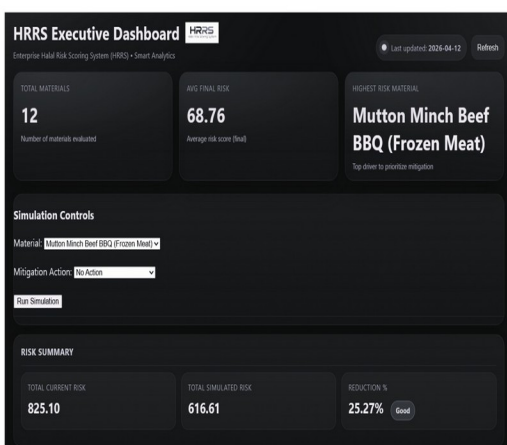 HRRS Executive Dashboard HRRS
Enterprise Halal Risk Scoring System (HRRS) • Smart Analytics
Last updated: 2026-04-12 Refresh
TOTAL MATERIALS
12
Number of materials evaluated
AVG FINAL RISK
68.76
Average risk score (final)
HIGHEST RISK MATERIAL
Mutton Minch Beef
BBQ (Frozen Meat)
Top driver to prioritize mitigation
Simulation Controls
Material: Mutton Minch Beef BBQ (Frozen Meat)
Mitigation Action: No Action
Run Simulation
RISK SUMMARY
TOTAL CURRENT RISK
825.10
TOTAL SIMULATED RISK
616.61
REDUCTION %
25.27% Good